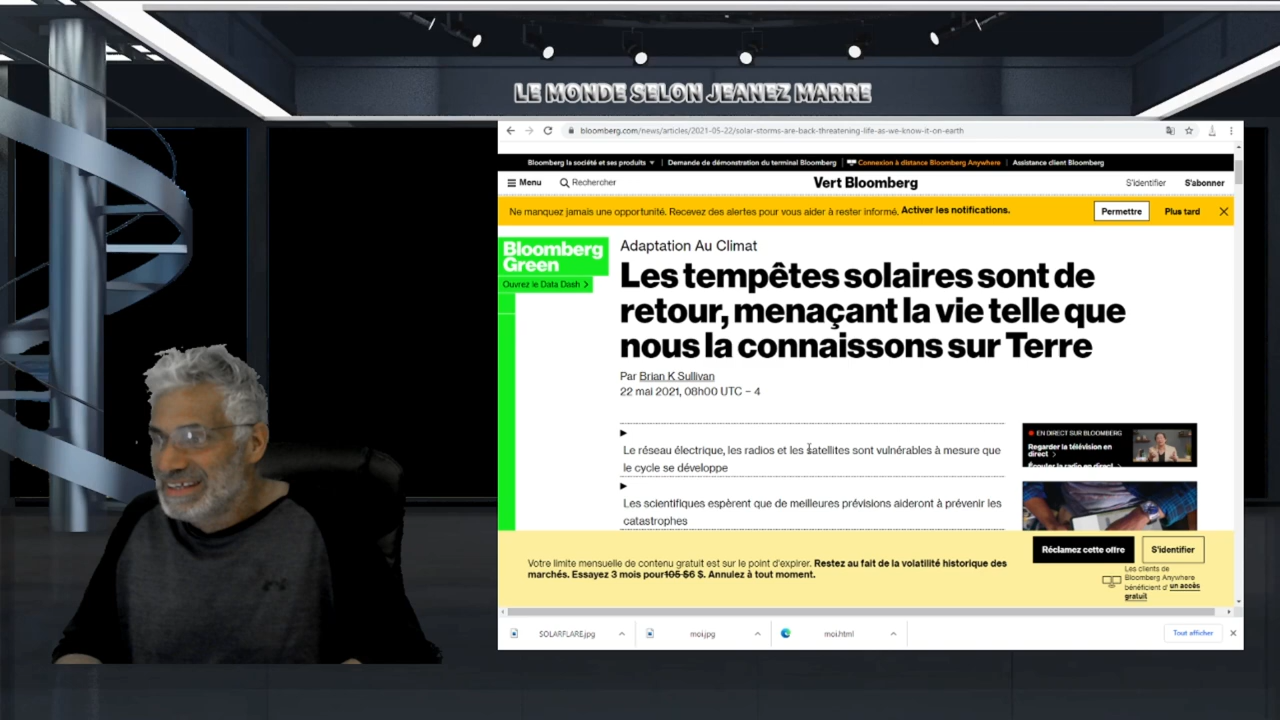 LE MONDE SELON JEANEZ MARRE
bloomberg.com/news/articles/2021-05-22/solar-storms-are-back-threatening-life-as-we-know-it-on-earth
Bloomberg la société et ses produits ▼ | Demande de démonstration du terminal Bloomberg | Connexion à distance Bloomberg Anywhere | Assistance client Bloomberg
Menu Rechercher Vert Bloomberg S'identifier S'abonner
Ne manquez jamais une opportunité. Recevez des alertes pour vous aider à rester informé. Activer les notifications. Permettre Plus tard
Bloomberg
Green
Ouvrez le Data Dash >
Adaptation Au Climat
Les tempêtes solaires sont de
retour, menaçant la vie telle que
nous la connaissons sur Terre
Par Brian K Sullivan
22 mai 2021, 08h00 UTC – 4
Le réseau électrique, les radios et les satellites sont vulnérables à mesure que
le cycle se développe
Les scientifiques espèrent que de meilleures prévisions aideront à prévenir les
catastrophes
EN DIRECT SUR BLOOMBERG
Regarder la télévision en
direct >
Écouter la radio en direct >
Votre limite mensuelle de contenu gratuit est sur le point d'expirer. Restez au fait de la volatilité historique des
marchés. Essayez 3 mois pour105 $6 $. Annulez à tout moment.
Réclamez cette offre S'identifier
Les clients de
Bloomberg Anywhere
bénéficient d' un accès
gratuit
SOLARFLARE.jpg moi.jpg moi.html Tout afficher